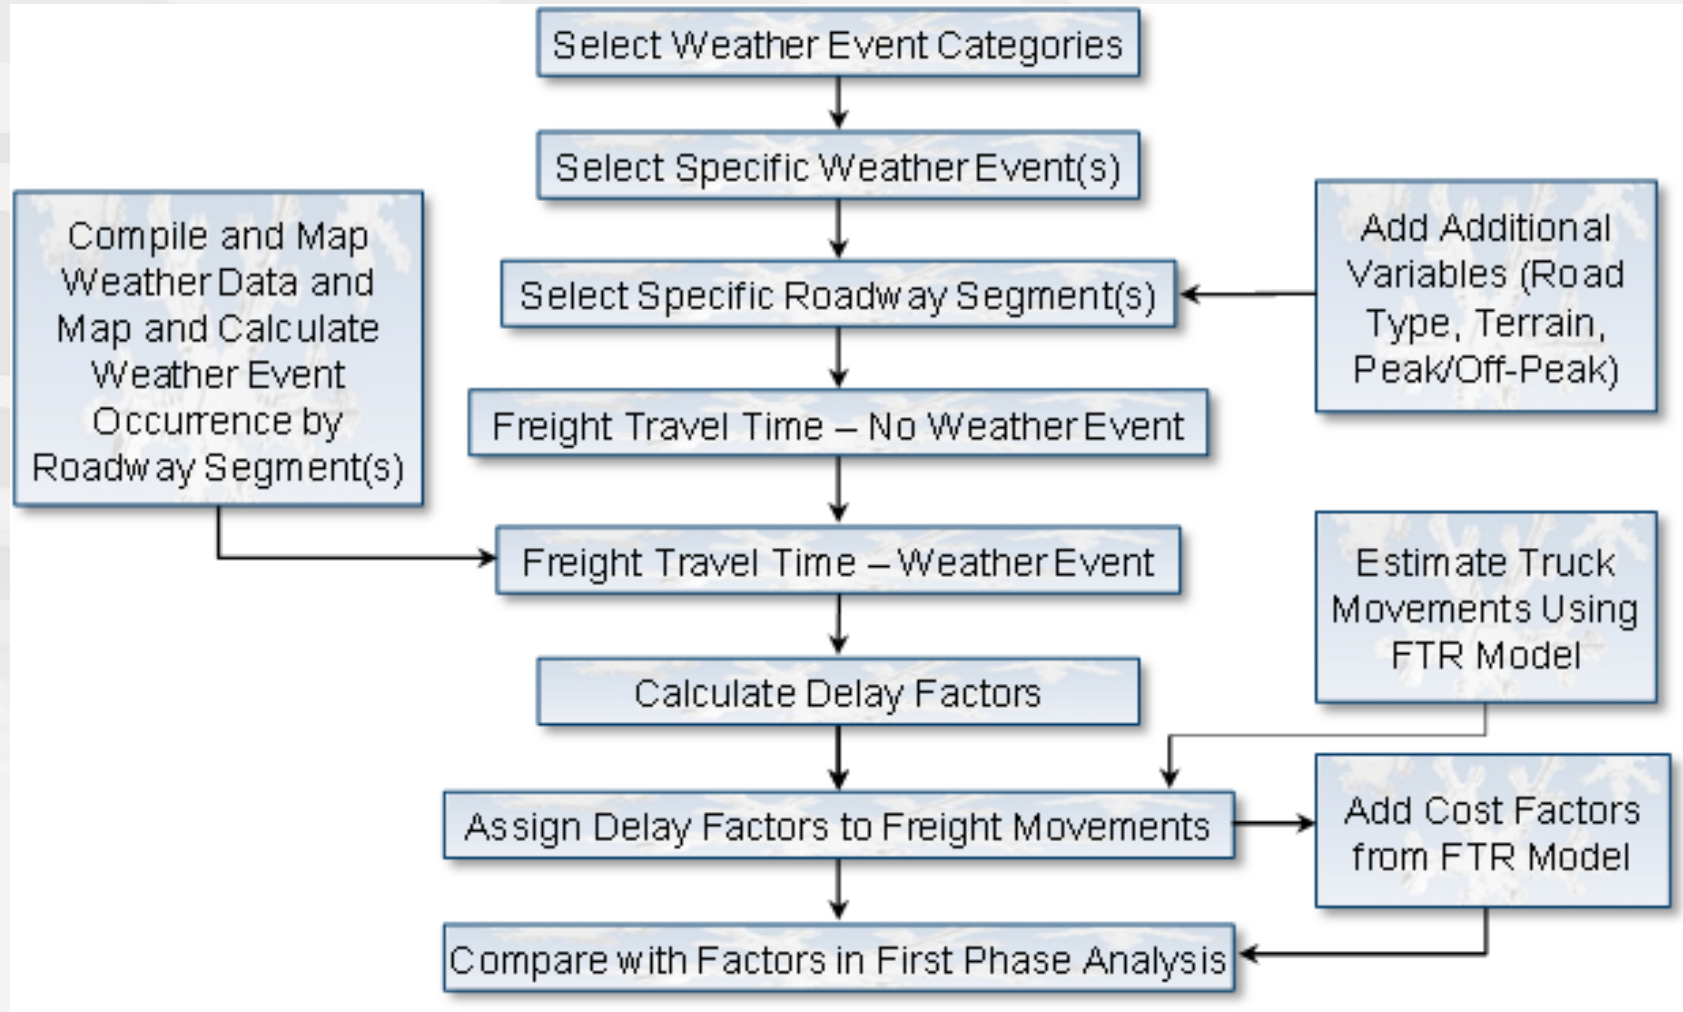 Select Weather Event Categories
Select Specific Weather Event(s)
Compile and Map
Weather Data and
Map and Calculate
Weather Event
Occurrence by
Roadway Segment(s)
Add Additional
Variables (Road
Type, Terrain,
Peak/Off-Peak)
Select Specific Roadway Segment(s)
Freight Travel Time – No Weather Event
Freight Travel Time – Weather Event
Estimate Truck
Movements Using
FTR Model
Calculate Delay Factors
Assign Delay Factors to Freight Movements
Add Cost Factors
from FTR Model
Compare with Factors in First Phase Analysis